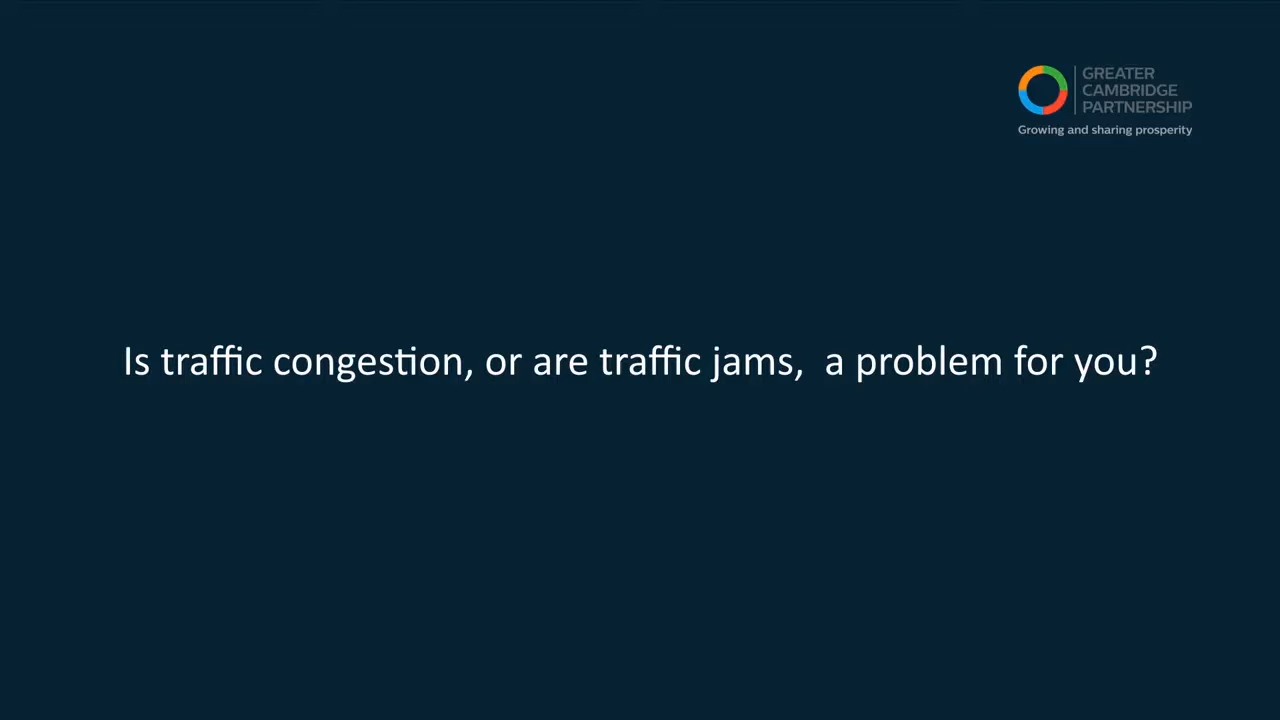 GREATER
CAMBRIDGE
PARTNERSHIP
Growing and sharing prosperity
Is traffic congestion, or are traffic jams,  a problem for you?